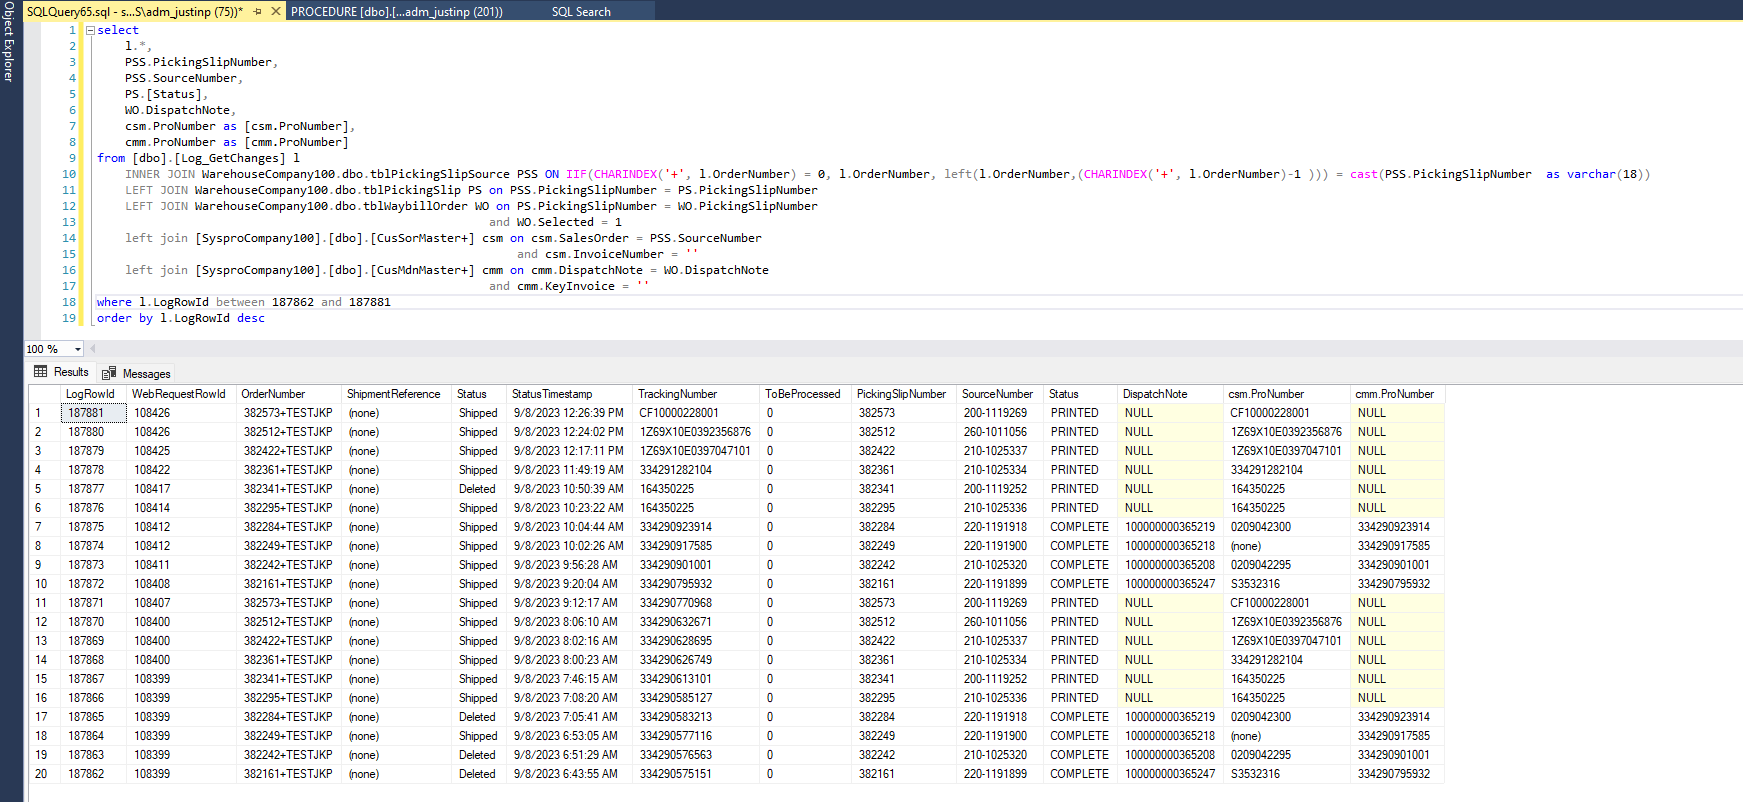 SQLQuery65.sql - s...S\adm_justinp (75))* PROCEDURE [dbo].[...adm_justinp (201)) SQL Search
Object Explorer
1 select
2 l.*,
3 PSS.PickingSlipNumber,
4 PSS.SourceNumber,
5 PS.[Status],
6 WO.DispatchNote,
7 csm.ProNumber as [csm.ProNumber],
8 cmm.ProNumber as [cmm.ProNumber]
9 from [dbo].[Log_GetChanges] l
10 INNER JOIN WarehouseCompany100.dbo.tblPickingSlipSource PSS ON IIF(CHARINDEX('+', l.OrderNumber) = 0, l.OrderNumber, left(l.OrderNumber,(CHARINDEX('+', l.OrderNumber)-1 ))) = cast(PSS.PickingSlipNumber as varchar(18))
11 LEFT JOIN WarehouseCompany100.dbo.tblPickingSlip PS on PSS.PickingSlipNumber = PS.PickingSlipNumber
12 LEFT JOIN WarehouseCompany100.dbo.tblWaybillOrder WO on PS.PickingSlipNumber = WO.PickingSlipNumber
13 and WO.Selected = 1
14 left join [SysproCompany100].[dbo].[CusSorMaster+] csm on csm.SalesOrder = PSS.SourceNumber
15 and csm.InvoiceNumber = ''
16 left join [SysproCompany100].[dbo].[CusMdnMaster+] cmm on cmm.DispatchNote = WO.DispatchNote
17 and cmm.KeyInvoice = ''
18 where l.LogRowId between 187862 and 187881
19 order by l.LogRowId desc
100 %
Results Messages
LogRowId WebRequestRowId OrderNumber ShipmentReference Status StatusTimestamp TrackingNumber ToBeProcessed PickingSlipNumber SourceNumber Status DispatchNote csm.ProNumber cmm.ProNumber
1 187881 108426 382573+TESTJKP (none) Shipped 9/8/2023 12:26:39 PM CF10000228001 0 382573 200-1119269 PRINTED NULL CF10000228001 NULL
2 187880 108426 382512+TESTJKP (none) Shipped 9/8/2023 12:24:02 PM 1Z69X10E0392356876 0 382512 260-1011056 PRINTED NULL 1Z69X10E0392356876 NULL
3 187879 108425 382422+TESTJKP (none) Shipped 9/8/2023 12:17:11 PM 1Z69X10E0397047101 0 382422 210-1025337 PRINTED NULL 1Z69X10E0397047101 NULL
4 187878 108422 382361+TESTJKP (none) Shipped 9/8/2023 11:49:19 AM 334291282104 0 382361 210-1025334 PRINTED NULL 334291282104 NULL
5 187877 108417 382341+TESTJKP (none) Deleted 9/8/2023 10:50:39 AM 164350225 0 382341 200-1119252 PRINTED NULL 164350225 NULL
6 187876 108414 382295+TESTJKP (none) Shipped 9/8/2023 10:23:22 AM 164350225 0 382295 210-1025336 PRINTED NULL 164350225 NULL
7 187875 108412 382284+TESTJKP (none) Shipped 9/8/2023 10:04:44 AM 334290923914 0 382284 220-1191918 COMPLETE 100000000365219 0209042300 334290923914
8 187874 108412 382249+TESTJKP (none) Shipped 9/8/2023 10:02:26 AM 334290917585 0 382249 220-1191900 COMPLETE 100000000365218 (none) 334290917585
9 187873 108411 382242+TESTJKP (none) Shipped 9/8/2023 9:56:28 AM 334290901001 0 382242 210-1025320 COMPLETE 100000000365208 0209042295 334290901001
10 187872 108408 382161+TESTJKP (none) Shipped 9/8/2023 9:20:04 AM 334290795932 0 382161 220-1191899 COMPLETE 100000000365247 S3532316 334290795932
11 187871 108407 382573+TESTJKP (none) Shipped 9/8/2023 9:12:17 AM 334290770968 0 382573 200-1119269 PRINTED NULL CF10000228001 NULL
12 187870 108400 382512+TESTJKP (none) Shipped 9/8/2023 8:06:10 AM 334290632671 0 382512 260-1011056 PRINTED NULL 1Z69X10E0392356876 NULL
13 187869 108400 382422+TESTJKP (none) Shipped 9/8/2023 8:02:16 AM 334290628695 0 382422 210-1025337 PRINTED NULL 1Z69X10E0397047101 NULL
14 187868 108400 382361+TESTJKP (none) Shipped 9/8/2023 8:00:23 AM 334290626749 0 382361 210-1025334 PRINTED NULL 334291282104 NULL
15 187867 108399 382341+TESTJKP (none) Shipped 9/8/2023 7:46:15 AM 334290613101 0 382341 200-1119252 PRINTED NULL 164350225 NULL
16 187866 108399 382295+TESTJKP (none) Shipped 9/8/2023 7:08:20 AM 334290585127 0 382295 210-1025336 PRINTED NULL 164350225 NULL
17 187865 108399 382284+TESTJKP (none) Deleted 9/8/2023 7:05:41 AM 334290583213 0 382284 220-1191918 COMPLETE 100000000365219 0209042300 334290923914
18 187864 108399 382249+TESTJKP (none) Shipped 9/8/2023 6:53:05 AM 334290577116 0 382249 220-1191900 COMPLETE 100000000365218 (none) 334290917585
19 187863 108399 382242+TESTJKP (none) Deleted 9/8/2023 6:51:29 AM 334290576563 0 382242 210-1025320 COMPLETE 100000000365208 0209042295 334290901001
20 187862 108399 382161+TESTJKP (none) Deleted 9/8/2023 6:43:55 AM 334290575151 0 382161 220-1191899 COMPLETE 100000000365247 S3532316 334290795932